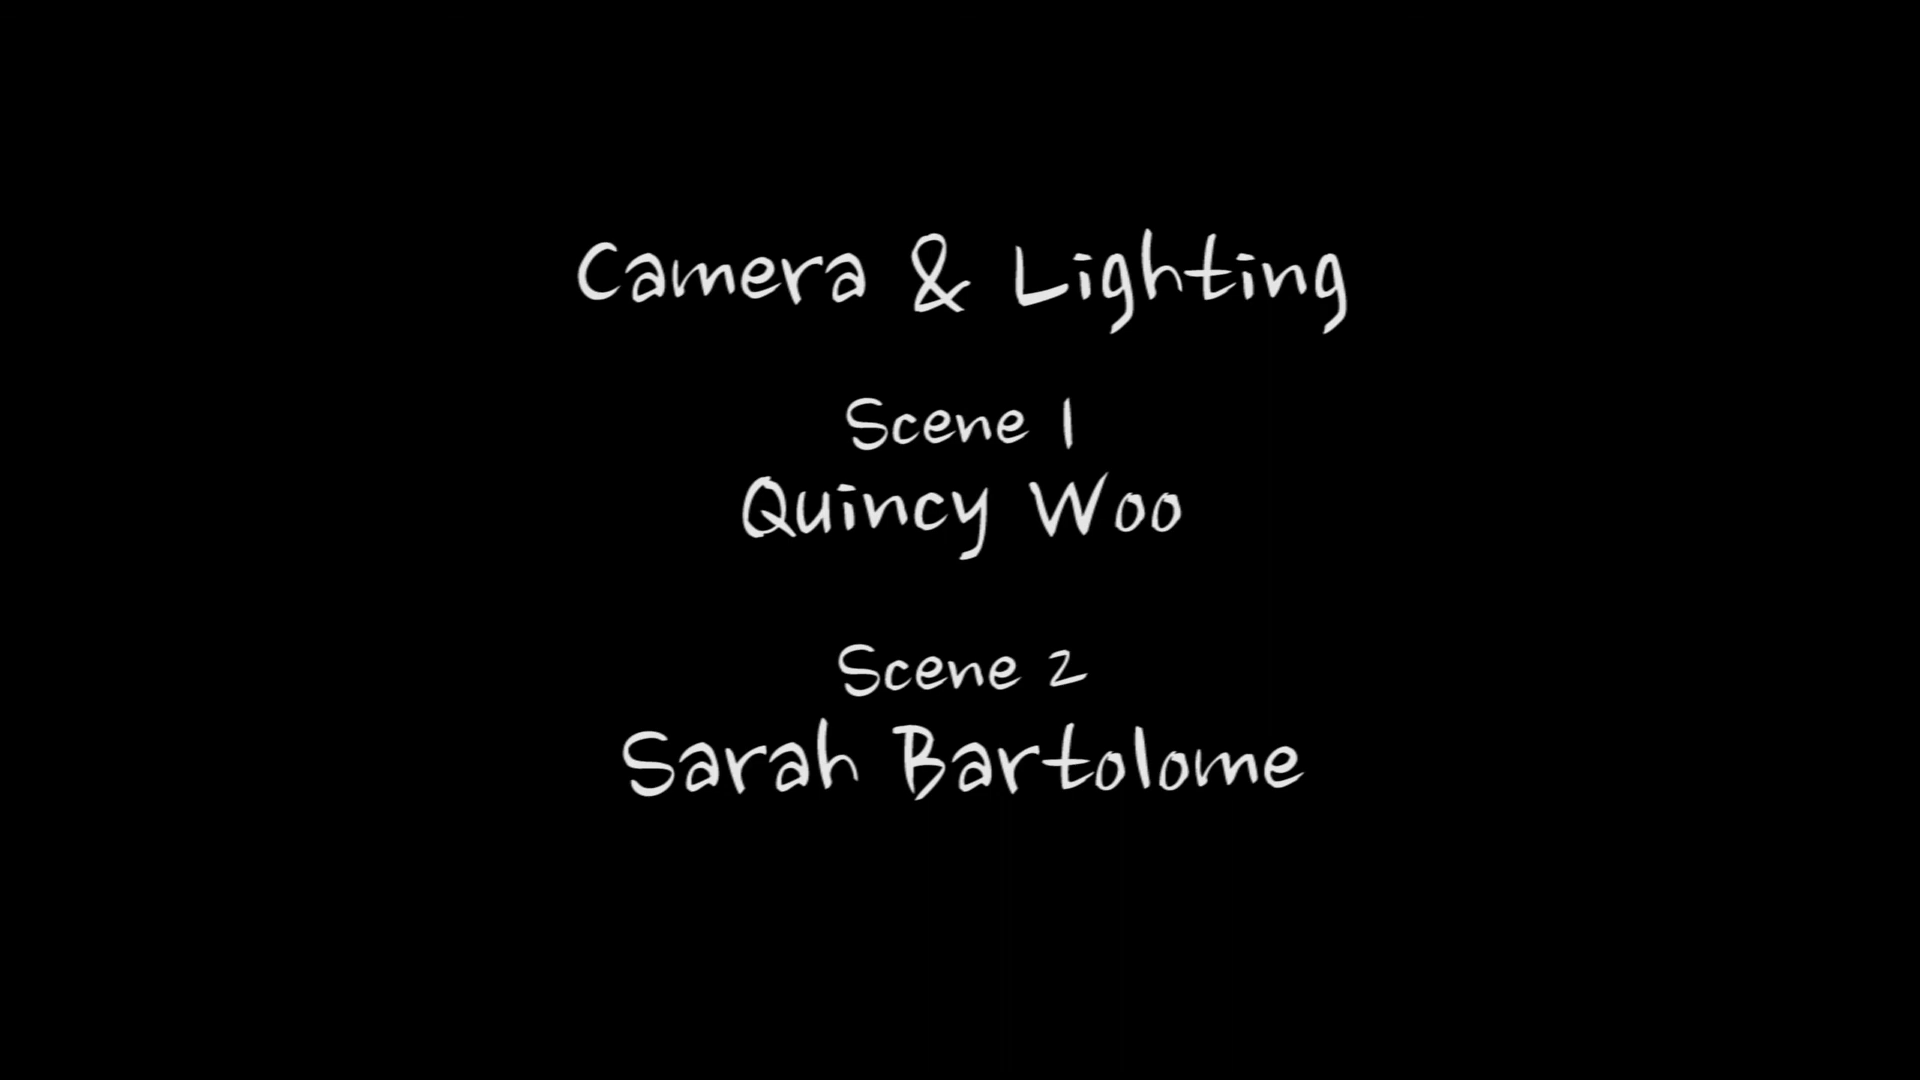 Camera & Lighting
Scene 1
Quincy Woo
Scene 2
Sarah Bartolome